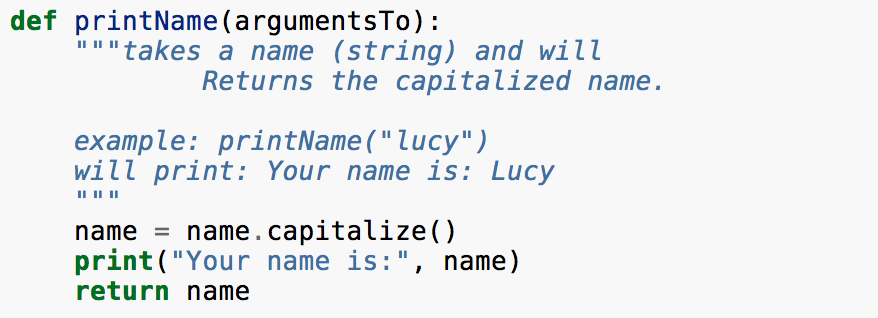 def printName(argumentsTo):
    """takes a name (string) and will
            Returns the capitalized name.

    example: printName("lucy")
    will print: Your name is: Lucy
    """
    name = name.capitalize()
    print("Your name is:", name)
    return name